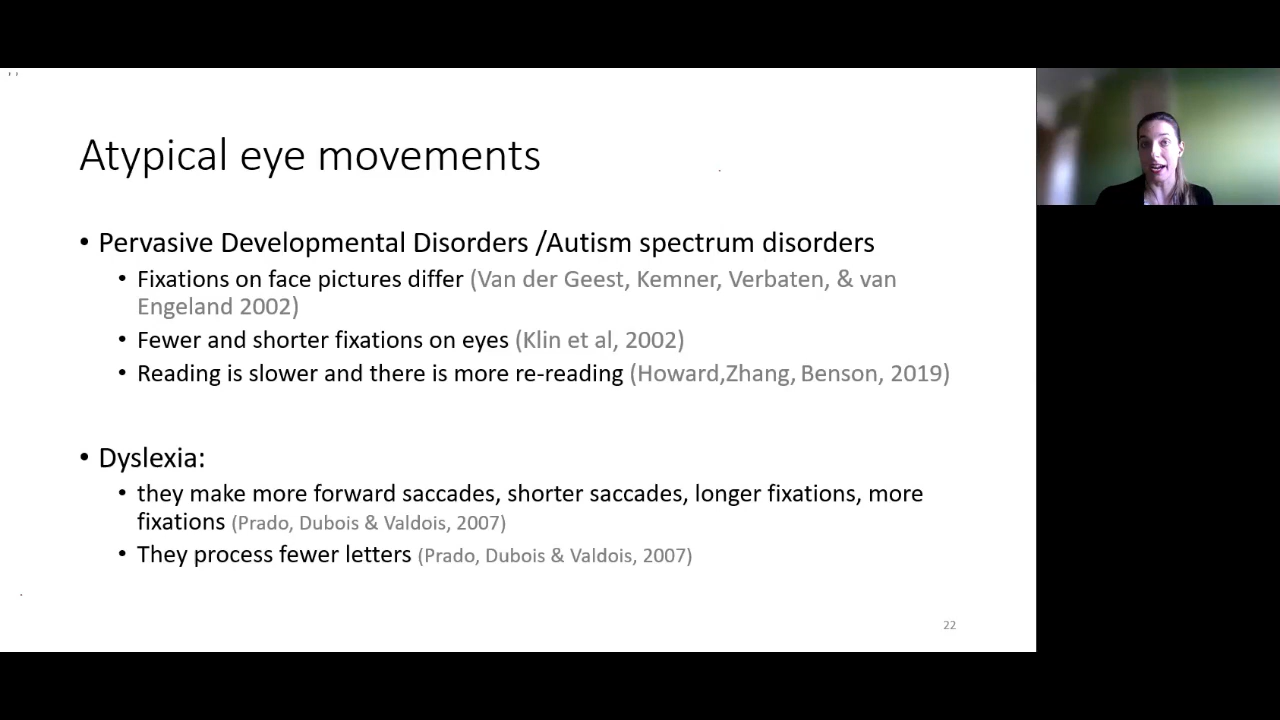 Atypical eye movements
• Pervasive Developmental Disorders /Autism spectrum disorders
• Fixations on face pictures differ (Van der Geest, Kemner, Verbaten, & van
Engeland 2002)
• Fewer and shorter fixations on eyes (Klin et al, 2002)
• Reading is slower and there is more re-reading (Howard,Zhang, Benson, 2019)
• Dyslexia:
• they make more forward saccades, shorter saccades, longer fixations, more
fixations (Prado, Dubois & Valdois, 2007)
• They process fewer letters (Prado, Dubois & Valdois, 2007)
22